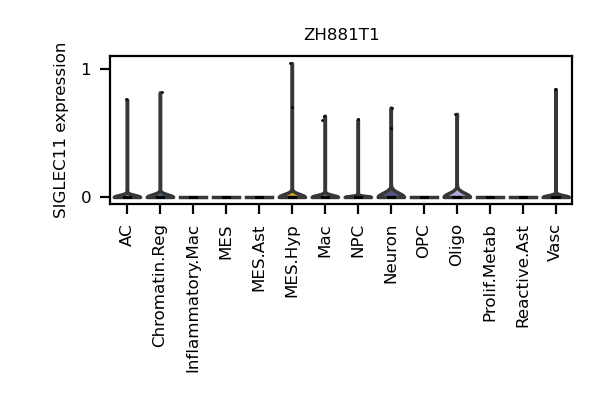 ZH881T1
SIGLEC11 expression
1
0
AC
Chromatin.Reg
Inflammatory.Mac
MES
MES.Ast
MES.Hyp
Mac
NPC
Neuron
OPC
Oligo
Prolif.Metab
Reactive.Ast
Vasc